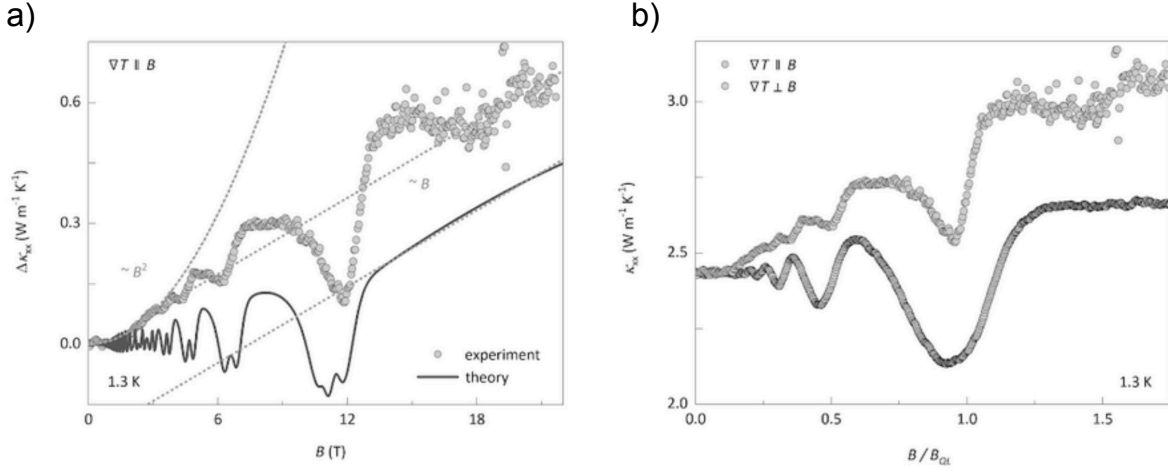 a)
∇T ∥ B
Δκxx (W m⁻¹ K⁻¹)
0.6
0.3
0.0
~ B²
~ B
experiment
theory
1.3 K
0
6
12
18
B (T)
b)
∇T ∥ B
∇T ⊥ B
κxx (W m⁻¹ K⁻¹)
3.0
2.5
2.0
1.3 K
0.0
0.5
1.0
1.5
B / BQL